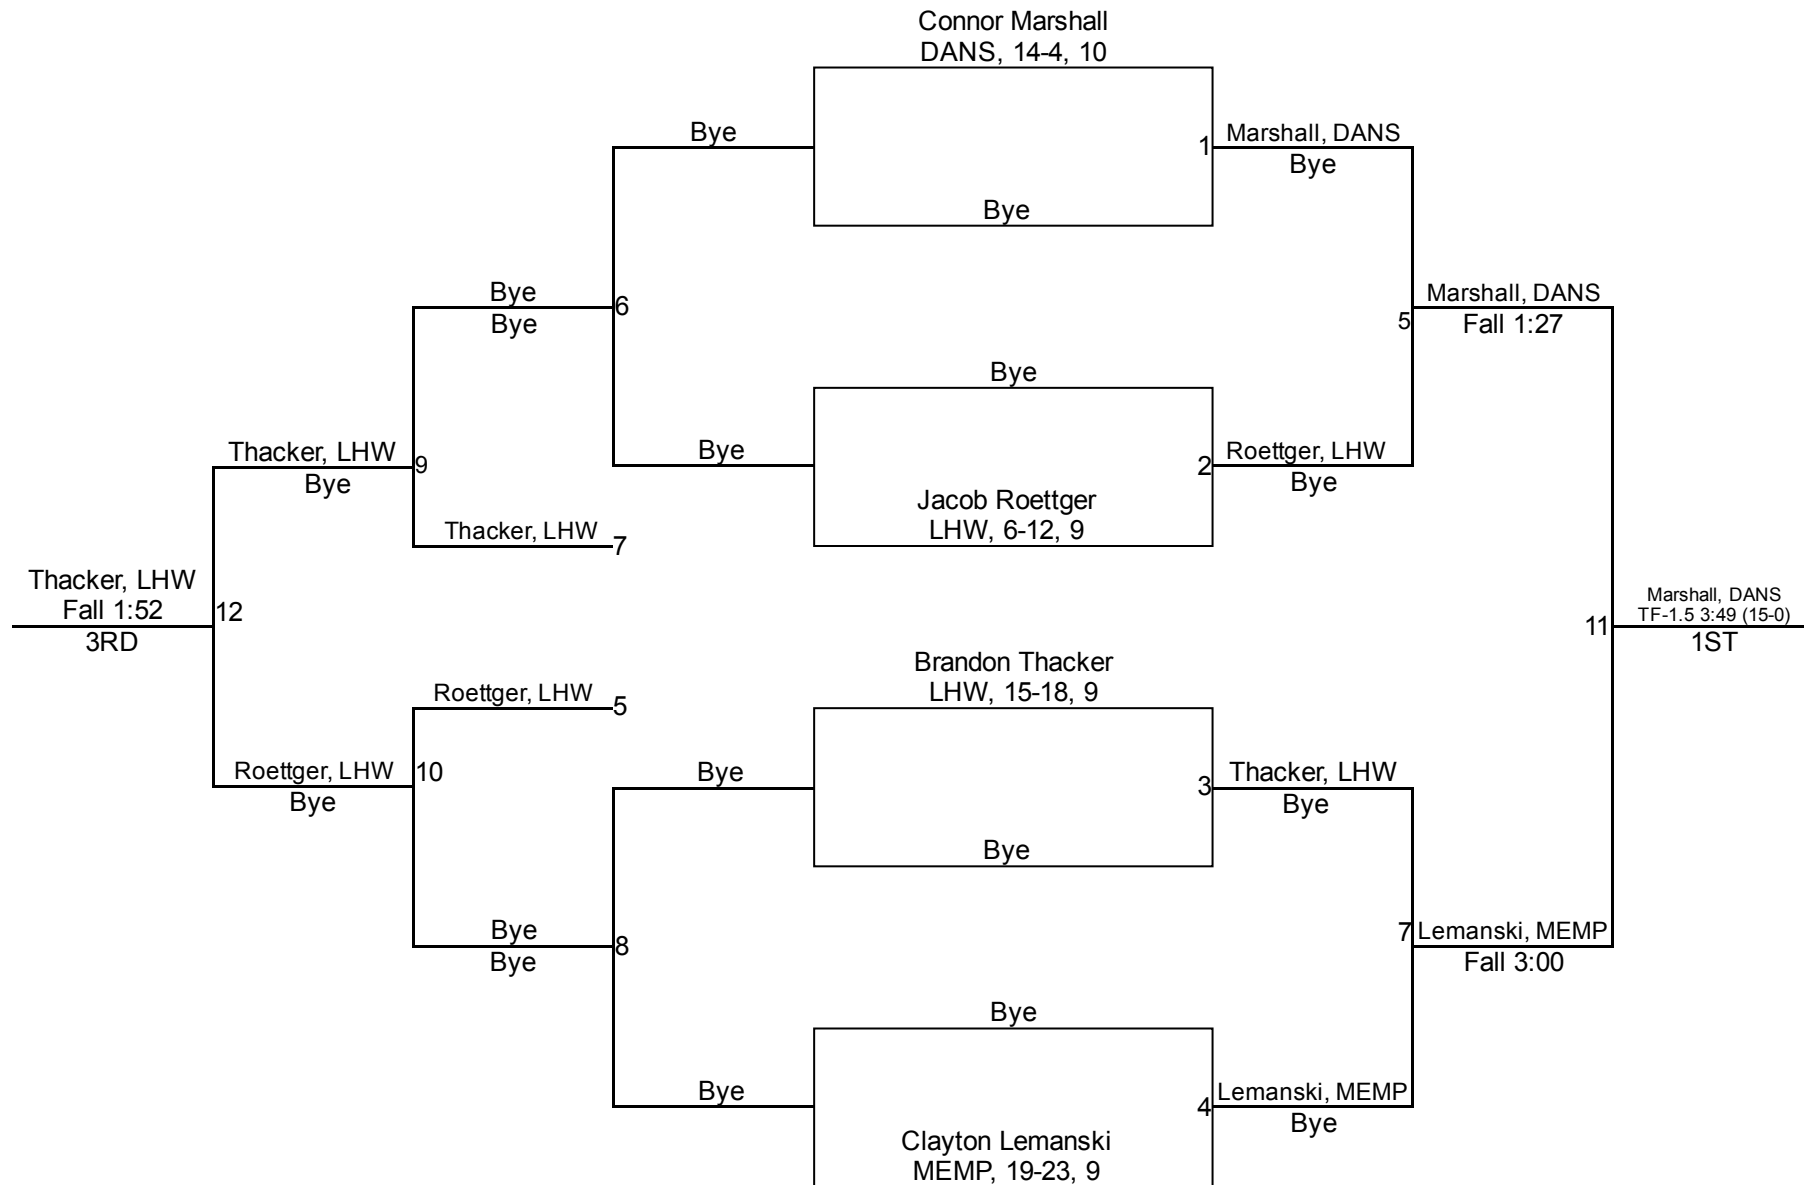 Connor Marshall
DANS, 14-4, 10
Bye
1
Marshall, DANS
Bye
Bye
Bye
Bye
6
Marshall, DANS
5
Fall 1:27
Bye
Bye
Thacker, LHW
9
Bye
Bye
2
Roettger, LHW
Bye
Jacob Roettger
LHW, 6-12, 9
Thacker, LHW
7
Thacker, LHW
Fall 1:52
12
3RD
Marshall, DANS
TF-1.5 3:49 (15-0)
11
1ST
Brandon Thacker
LHW, 15-18, 9
Roettger, LHW
5
Roettger, LHW
10
Bye
Bye
3
Thacker, LHW
Bye
Bye
Bye
8
Bye
7
Lemanski, MEMP
Fall 3:00
Bye
Bye
4
Lemanski, MEMP
Bye
Clayton Lemanski
MEMP, 19-23, 9